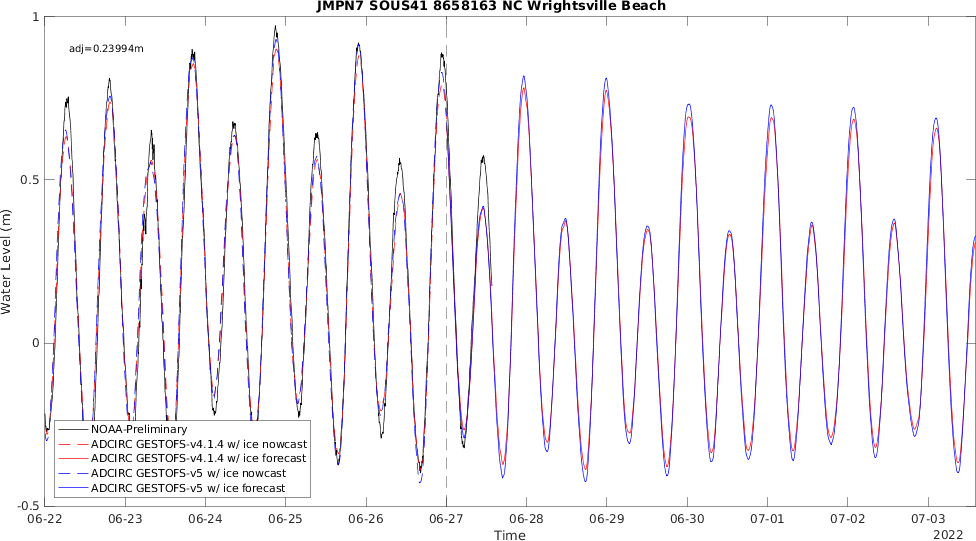 JMPN7 SOUS41 8658163 NC Wrightsville Beach
adj=0.23994m
1
0.5
0
-0.5
Water Level (m)
NOAA-Preliminary
ADCIRC GESTOFS-v4.1.4 w/ ice nowcast
ADCIRC GESTOFS-v4.1.4 w/ ice forecast
ADCIRC GESTOFS-v5 w/ ice nowcast
ADCIRC GESTOFS-v5 w/ ice forecast
06-22 06-23 06-24 06-25 06-26 06-27 06-28 06-29 06-30 07-01 07-02 07-03
Time
2022